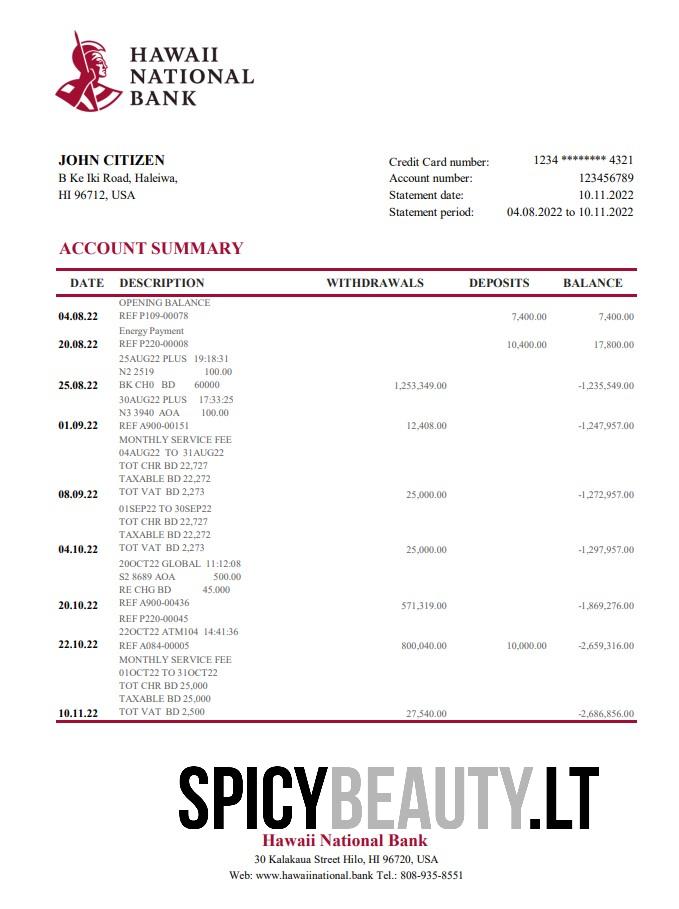 HAWAII
NATIONAL
BANK
JOHN CITIZEN
B Ke Iki Road, Haleiwa,
HI 96712, USA
Credit Card number: 1234 ******** 4321
Account number: 123456789
Statement date: 10.11.2022
Statement period: 04.08.2022 to 10.11.2022
ACCOUNT SUMMARY
DATE DESCRIPTION WITHDRAWALS DEPOSITS BALANCE
OPENING BALANCE
04.08.22 REF P109-00078 7,400.00 7,400.00
Energy Payment
20.08.22 REF P220-00008 10,400.00 17,800.00
25AUG22 PLUS 19:18:31
N2 2519 100.00
25.08.22 BK CH0 BD 60000 1,253,349.00 -1,235,549.00
30AUG22 PLUS 17:33:25
N3 3940 AOA 100.00
01.09.22 REF A900-00151 12,408.00 -1,247,957.00
MONTHLY SERVICE FEE
04AUG22 TO 31AUG22
TOT CHR BD 22,727
TAXABLE BD 22,272
08.09.22 TOT VAT BD 2,273 25,000.00 -1,272,957.00
01SEP22 TO 30SEP22
TOT CHR BD 22,727
TAXABLE BD 22,272
04.10.22 TOT VAT BD 2,273 25,000.00 -1,297,957.00
20OCT22 GLOBAL 11:12:08
S2 8689 AOA 500.00
RE CHG BD 45.000
20.10.22 REF A900-00436 571,319.00 -1,869,276.00
REF P220-00045
22OCT22 ATM104 14:41:36
22.10.22 REF A084-00005 800,040.00 10,000.00 -2,659,316.00
MONTHLY SERVICE FEE
01OCT22 TO 31OCT22
TOT CHR BD 25,000
TAXABLE BD 25,000
10.11.22 TOT VAT BD 2,500 27,540.00 -2,686,856.00
SPICYBEAUTY.LT
Hawaii National Bank
30 Kalakaua Street Hilo, HI 96720, USA
Web: www.hawaiinational.bank Tel.: 808-935-8551